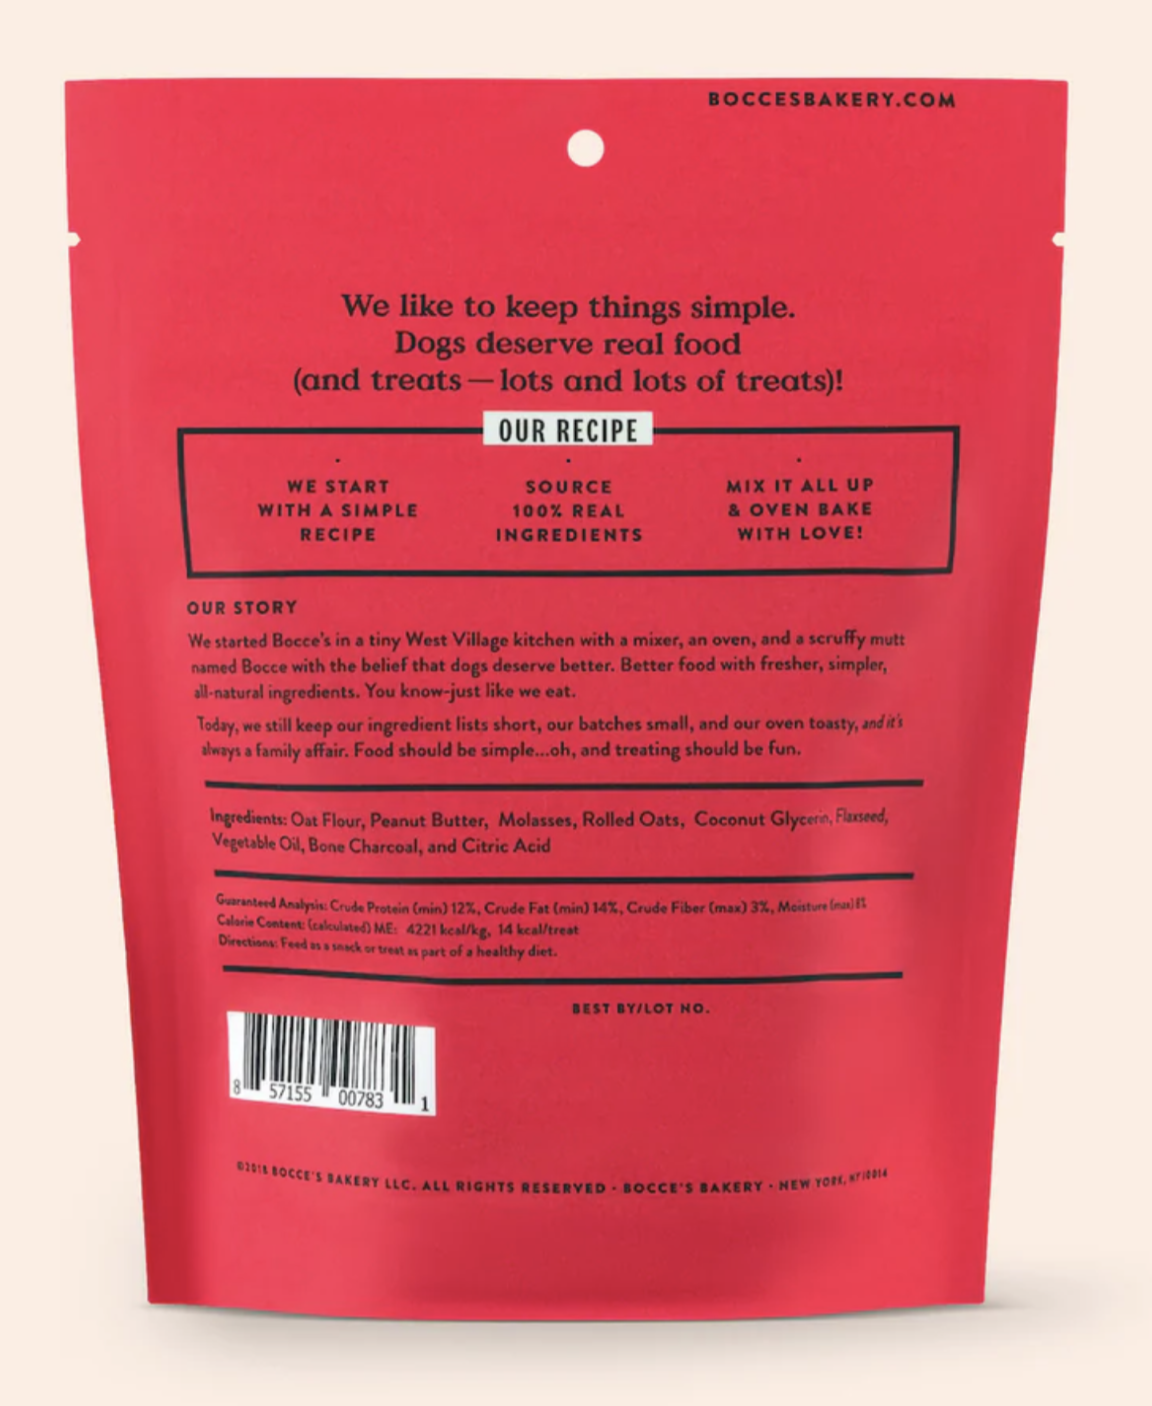 BOCCESBAKERY.COM
We like to keep things simple.
Dogs deserve real food
(and treats — lots and lots of treats)!
OUR RECIPE
WE START
WITH A SIMPLE
RECIPE
SOURCE
100% REAL
INGREDIENTS
MIX IT ALL UP
& OVEN BAKE
WITH LOVE!
OUR STORY
We started Bocce's in a tiny West Village kitchen with a mixer, an oven, and a scruffy mutt
named Bocce with the belief that dogs deserve better. Better food with fresher, simpler,
all-natural ingredients. You know-just like we eat.
Today, we still keep our ingredient lists short, our batches small, and our oven toasty, and it's
always a family affair. Food should be simple...oh, and treating should be fun.
Ingredients: Oat Flour, Peanut Butter, Molasses, Rolled Oats, Coconut Glycerin, Flaxseed,
Vegetable Oil, Bone Charcoal, and Citric Acid
Guaranteed Analysis: Crude Protein (min) 12%, Crude Fat (min) 14%, Crude Fiber (max) 3%, Moisture (max) 8%
Calorie Content: (calculated) ME: 4221 kcal/kg, 14 kcal/treat
Directions: Feed as a snack or treat as part of a healthy diet.
BEST BY/LOT NO.
8 57155 00783 1
©2018 BOCCE'S BAKERY LLC. ALL RIGHTS RESERVED · BOCCE'S BAKERY · NEW YORK, NY 10014